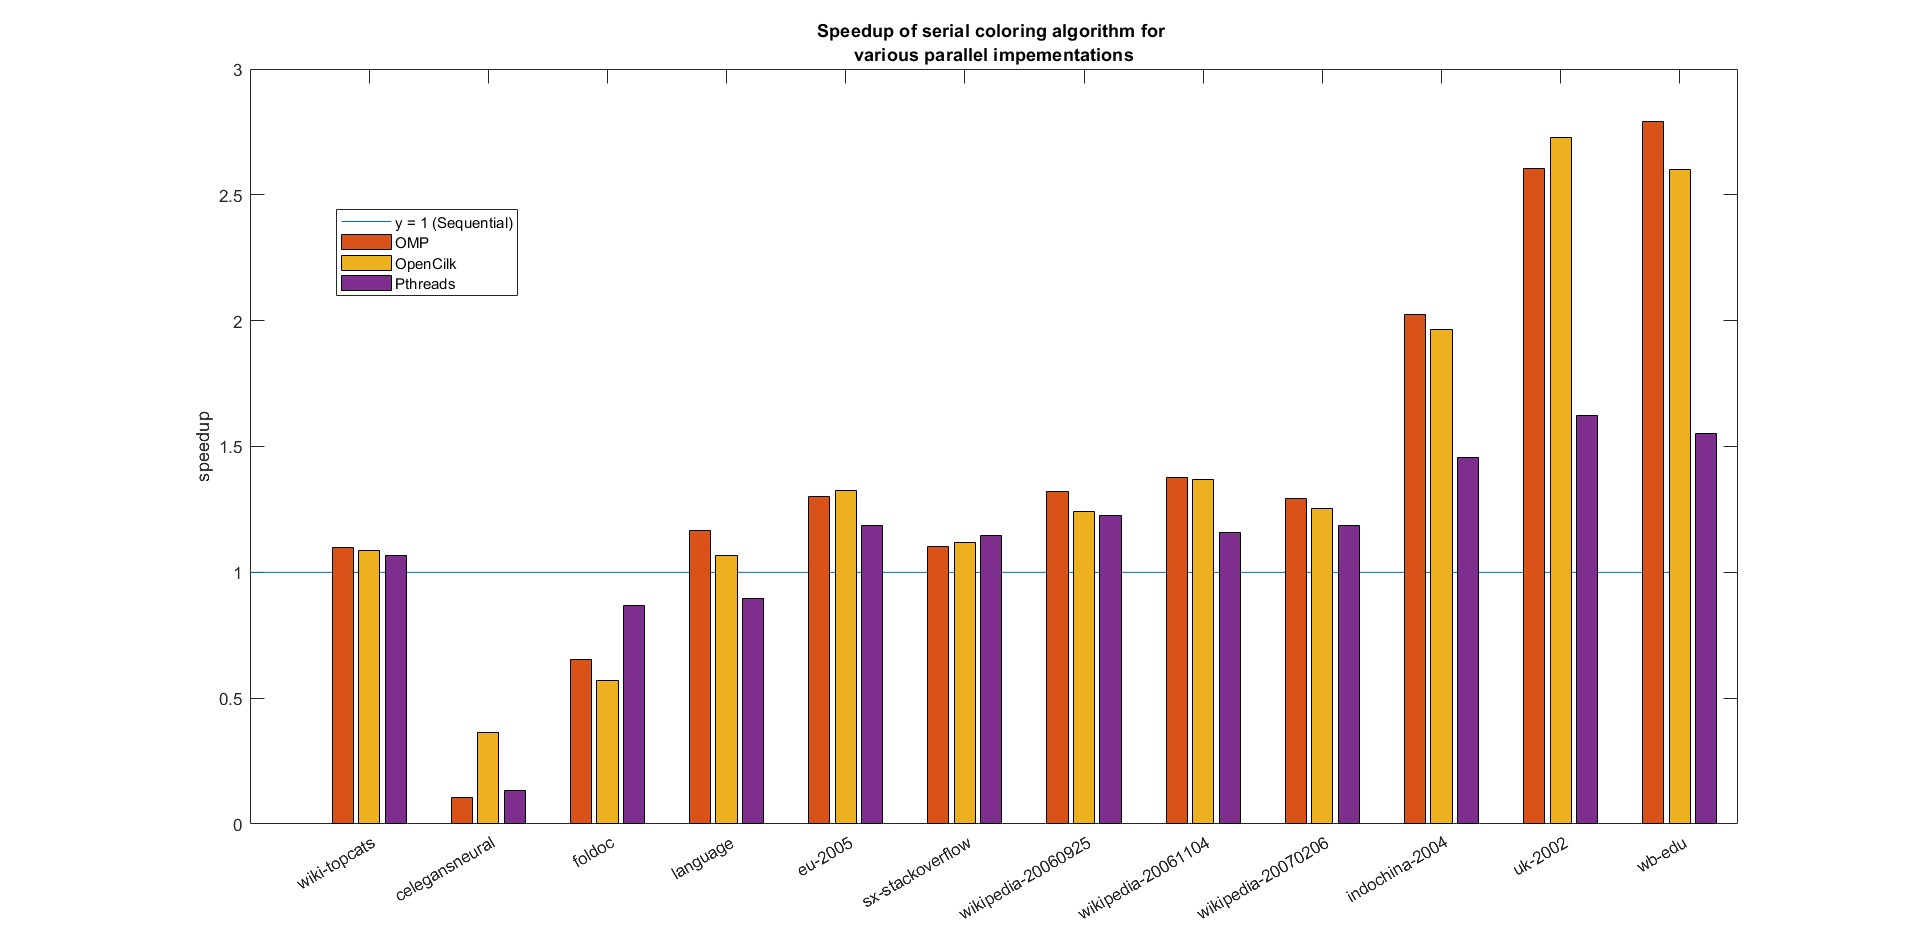 Speedup of serial coloring algorithm for
various parallel impementations
3
2.5
2
1.5
1
0.5
0
speedup
y = 1 (Sequential)
OMP
OpenCilk
Pthreads
wiki-topcats
celegansneural
foldoc
language
eu-2005
sx-stackoverflow
wikipedia-20060925
wikipedia-20061104
wikipedia-20070206
indochina-2004
uk-2002
wb-edu